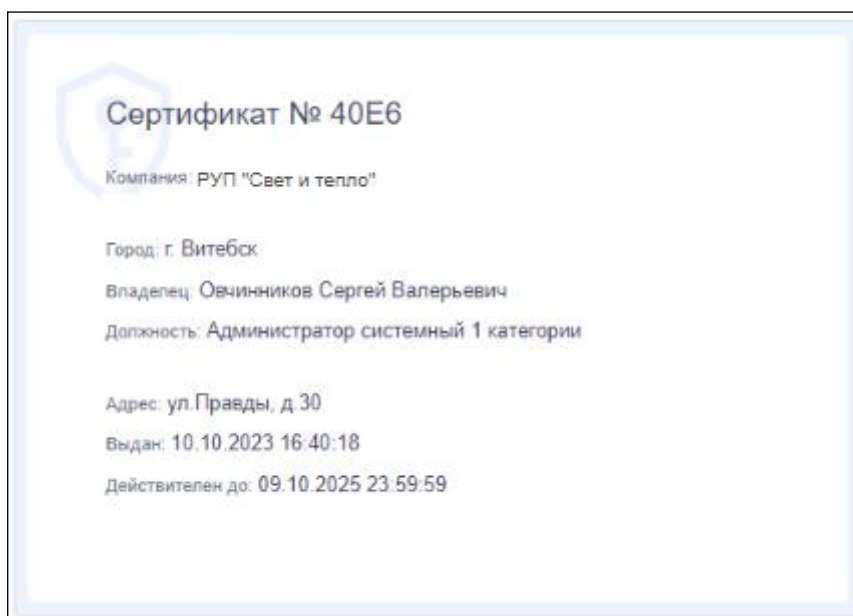 Сертификат № 40E6
Компания: РУП "Свет и тепло"
Город: г. Витебск
Владелец: Овчинников Сергей Валерьевич
Должность: Администратор системный 1 категории
Адрес: ул.Правды, д.30
Выдан: 10.10.2023 16:40:18
Действителен до: 09.10.2025 23:59:59